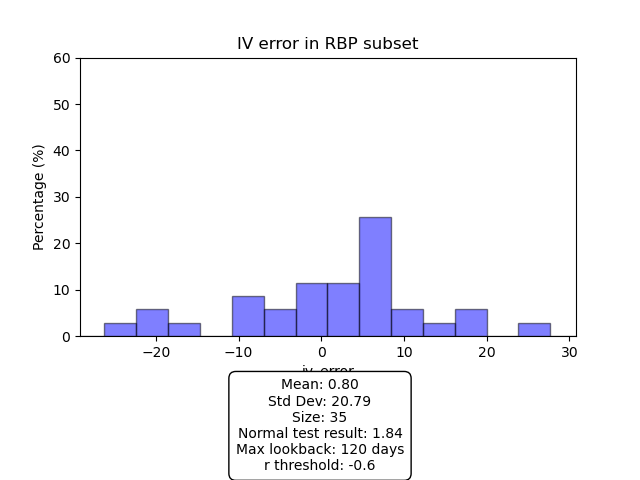 IV error in RBP subset
60
50
40
30
20
10
0
Percentage (%)
−20
−10
0
10
20
30
iv_error
Mean: 0.80
Std Dev: 20.79
Size: 35
Normal test result: 1.84
Max lookback: 120 days
r threshold: -0.6